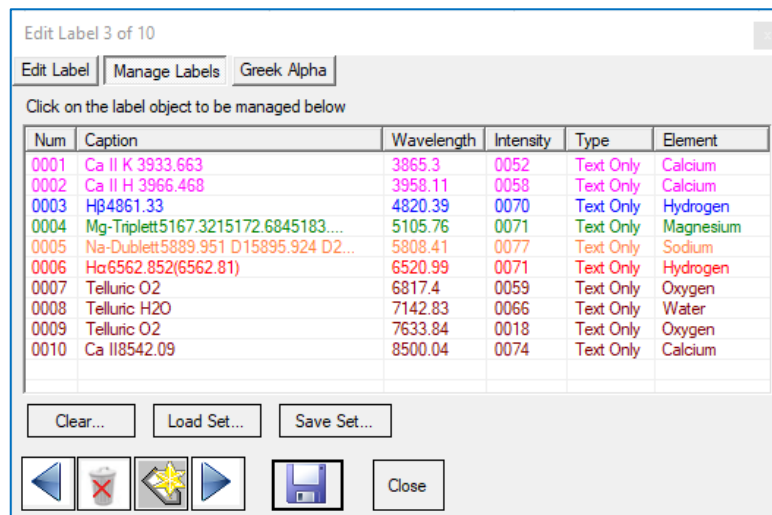 Edit Label 3 of 10
Edit Label Manage Labels Greek Alpha
Click on the label object to be managed below
Num Caption Wavelength Intensity Type Element
0001 Ca II K 3933.663 3865.3 0052 Text Only Calcium
0002 Ca II H 3966.468 3958.11 0058 Text Only Calcium
0003 Hβ4861.33 4820.39 0070 Text Only Hydrogen
0004 Mg-Triplett5167.3215172.6845183.... 5105.76 0071 Text Only Magnesium
0005 Na-Dublett5889.951 D15895.924 D2... 5808.41 0077 Text Only Sodium
0006 Hα6562.852(6562.81) 6520.99 0071 Text Only Hydrogen
0007 Telluric O2 6817.4 0059 Text Only Oxygen
0008 Telluric H2O 7142.83 0066 Text Only Water
0009 Telluric O2 7633.84 0018 Text Only Oxygen
0010 Ca II8542.09 8500.04 0074 Text Only Calcium
Clear... Load Set... Save Set...
Close